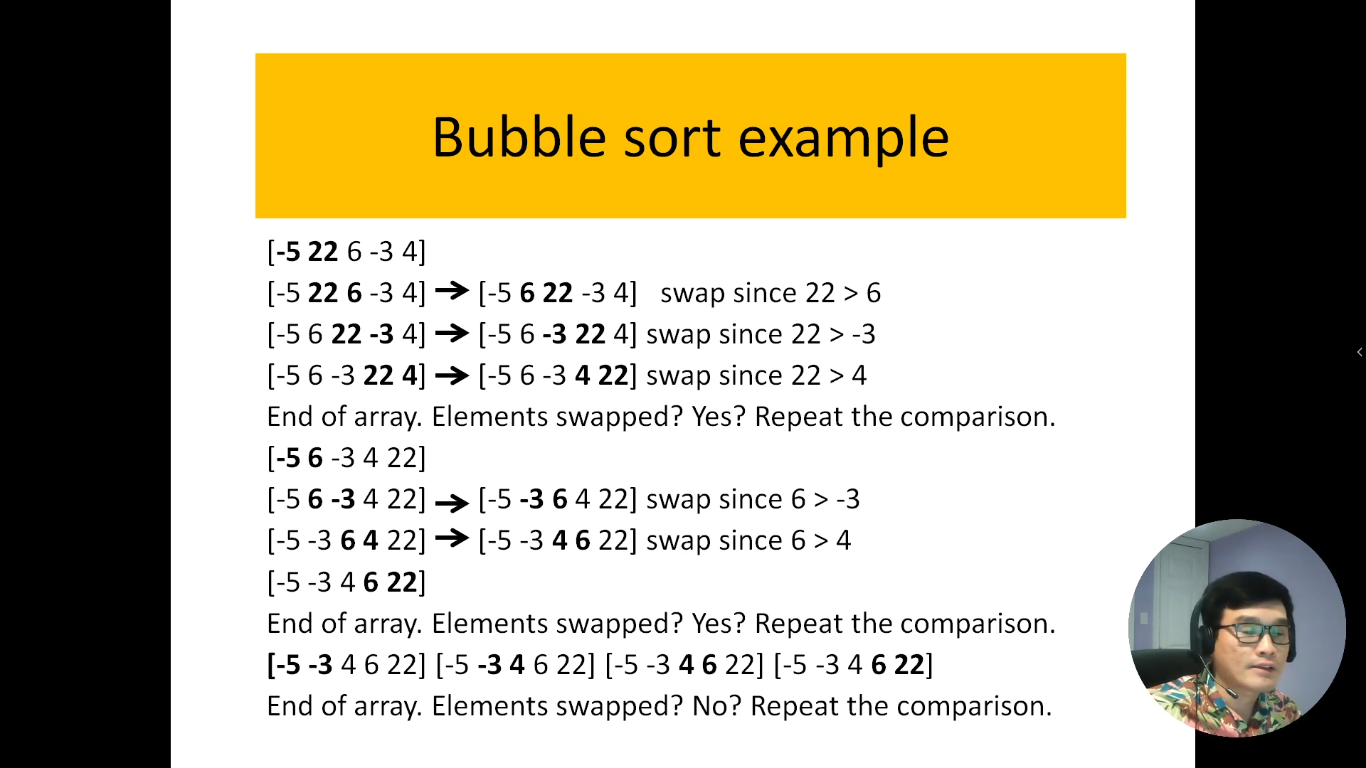 Bubble sort example
[-5 22 6 -3 4]
[-5 22 6 -3 4] → [-5 6 22 -3 4] swap since 22 > 6
[-5 6 22 -3 4] → [-5 6 -3 22 4] swap since 22 > -3
[-5 6 -3 22 4] → [-5 6 -3 4 22] swap since 22 > 4
End of array. Elements swapped? Yes? Repeat the comparison.
[-5 6 -3 4 22]
[-5 6 -3 4 22] → [-5 -3 6 4 22] swap since 6 > -3
[-5 -3 6 4 22] → [-5 -3 4 6 22] swap since 6 > 4
[-5 -3 4 6 22]
End of array. Elements swapped? Yes? Repeat the comparison.
[-5 -3 4 6 22] [-5 -3 4 6 22] [-5 -3 4 6 22] [-5 -3 4 6 22]
End of array. Elements swapped? No? Repeat the comparison.